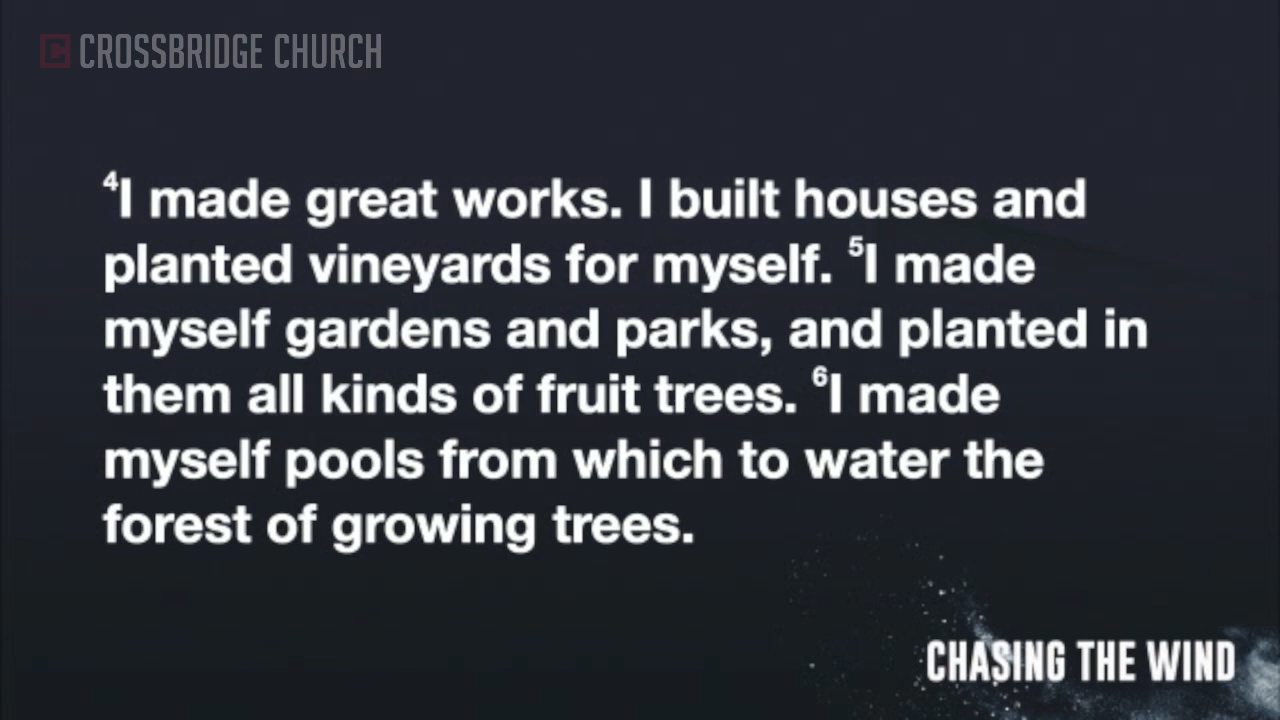 CROSSBRIDGE CHURCH
⁴I made great works. I built houses and
planted vineyards for myself. ⁵I made
myself gardens and parks, and planted in
them all kinds of fruit trees. ⁶I made
myself pools from which to water the
forest of growing trees.
CHASING THE WIND